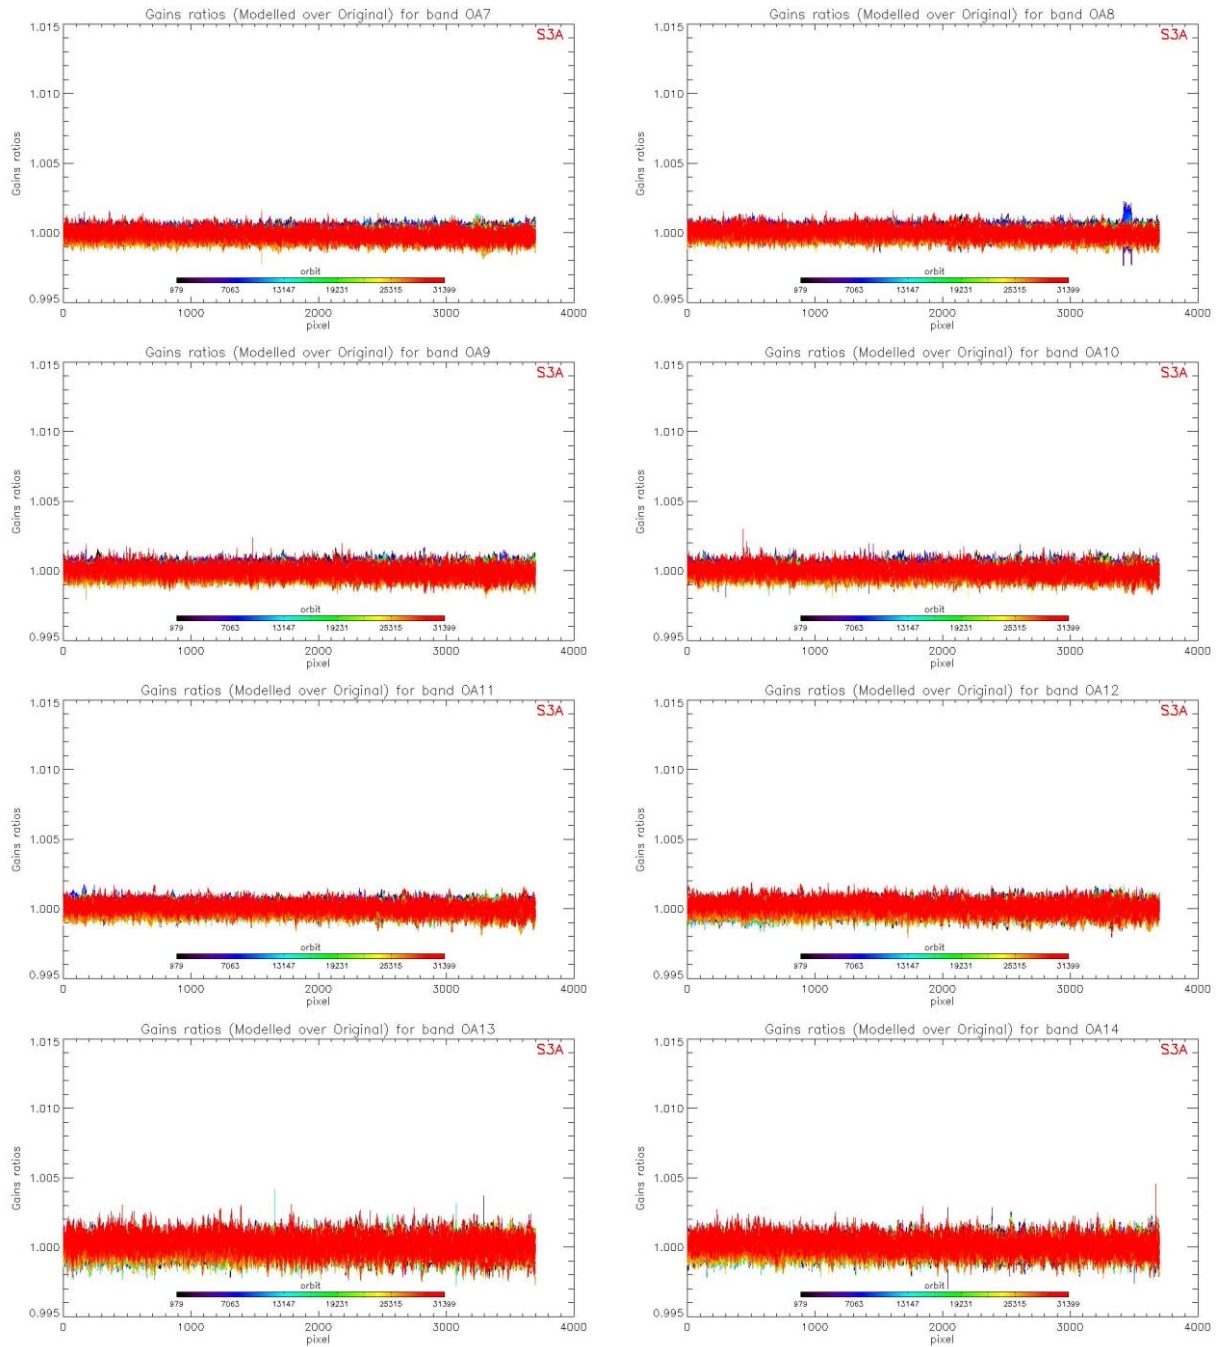 Gains ratios (Modelled over Original) for band OA7
S3A
1.015
1.010
1.005
1.000
0.995
Gains ratios
orbit
979 7063 13147 19231 25315 31399
0 1000 2000 3000 4000
pixel
Gains ratios (Modelled over Original) for band OA8
S3A
1.015
1.010
1.005
1.000
0.995
Gains ratios
orbit
979 7063 13147 19231 25315 31399
0 1000 2000 3000 4000
pixel
Gains ratios (Modelled over Original) for band OA9
S3A
1.015
1.010
1.005
1.000
0.995
Gains ratios
orbit
979 7063 13147 19231 25315 31399
0 1000 2000 3000 4000
pixel
Gains ratios (Modelled over Original) for band OA10
S3A
1.015
1.010
1.005
1.000
0.995
Gains ratios
orbit
979 7063 13147 19231 25315 31399
0 1000 2000 3000 4000
pixel
Gains ratios (Modelled over Original) for band OA11
S3A
1.015
1.010
1.005
1.000
0.995
Gains ratios
orbit
979 7063 13147 19231 25315 31399
0 1000 2000 3000 4000
pixel
Gains ratios (Modelled over Original) for band OA12
S3A
1.015
1.010
1.005
1.000
0.995
Gains ratios
orbit
979 7063 13147 19231 25315 31399
0 1000 2000 3000 4000
pixel
Gains ratios (Modelled over Original) for band OA13
S3A
1.015
1.010
1.005
1.000
0.995
Gains ratios
orbit
979 7063 13147 19231 25315 31399
0 1000 2000 3000 4000
pixel
Gains ratios (Modelled over Original) for band OA14
S3A
1.015
1.010
1.005
1.000
0.995
Gains ratios
orbit
979 7063 13147 19231 25315 31399
0 1000 2000 3000 4000
pixel